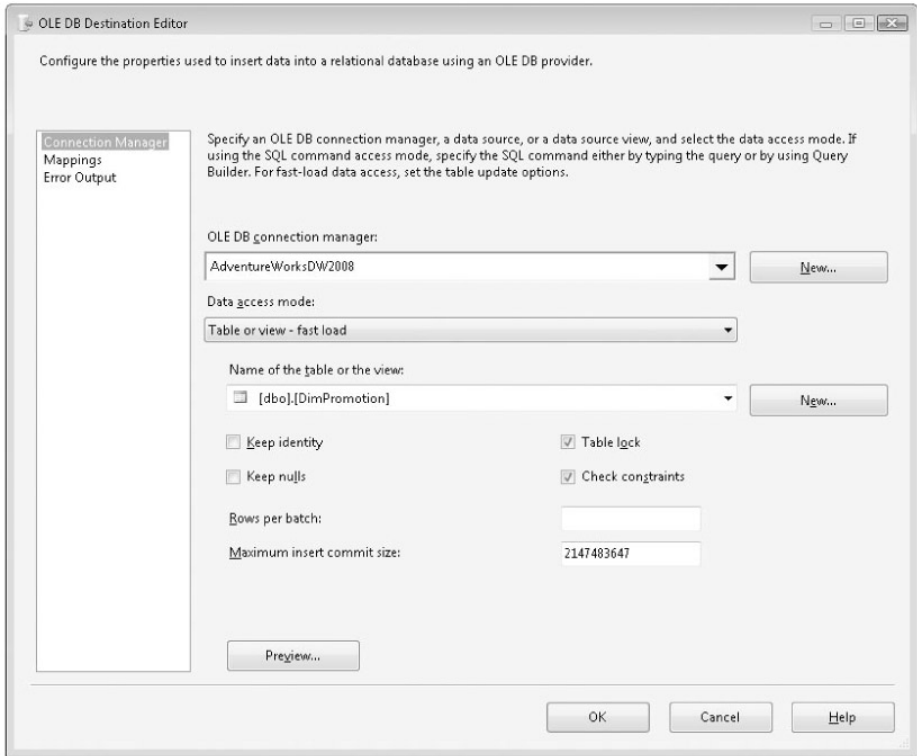 OLE DB Destination Editor
Configure the properties used to insert data into a relational database using an OLE DB provider.
Connection Manager
Mappings
Error Output
Specify an OLE DB connection manager, a data source, or a data source view, and select the data access mode. If
using the SQL command access mode, specify the SQL command either by typing the query or by using Query
Builder. For fast-load data access, set the table update options.
OLE DB connection manager:
AdventureWorksDW2008
New...
Data access mode:
Table or view - fast load
Name of the table or the view:
[dbo].[DimPromotion]
New...
Keep identity
Table lock
Keep nulls
Check constraints
Rows per batch:
Maximum insert commit size:
2147483647
Preview...
OK
Cancel
Help